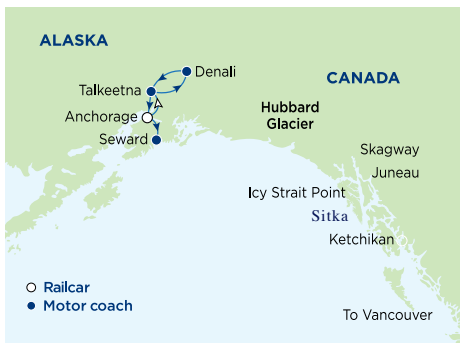 ALASKA
Denali
CANADA
Talkeetna
Hubbard
Glacier
Anchorage
Seward
Skagway
Juneau
Icy Strait Point
Sitka
Ketchikan
Railcar
Motor coach
To Vancouver